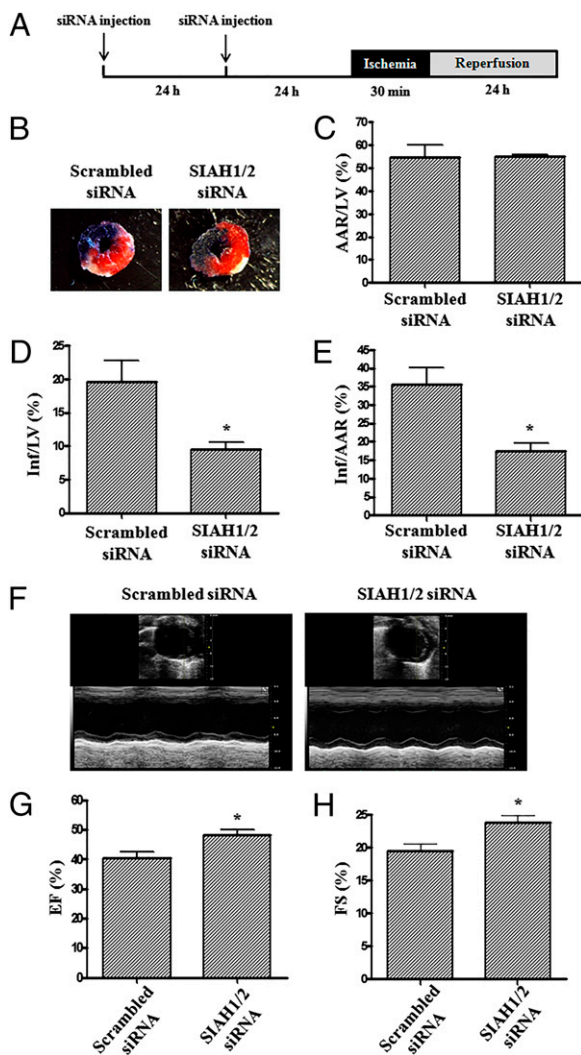 A
siRNA injection siRNA injection
Ischemia Reperfusion
24 h 24 h 30 min 24 h
B
Scrambled siRNA
SIAH1/2 siRNA
C
AAR/LV (%)
70
60
50
40
30
20
10
0
Scrambled siRNA
SIAH1/2 siRNA
D
Inf/LV (%)
25
20
15
10
5
0
*
Scrambled siRNA
SIAH1/2 siRNA
E
Inf/AAR (%)
45
40
35
30
25
20
15
10
5
0
*
Scrambled siRNA
SIAH1/2 siRNA
F
Scrambled siRNA SIAH1/2 siRNA
G
EF (%)
60
50
40
30
20
10
0
*
Scrambled siRNA
SIAH1/2 siRNA
H
FS (%)
25
20
15
10
5
0
*
Scrambled siRNA
SIAH1/2 siRNA